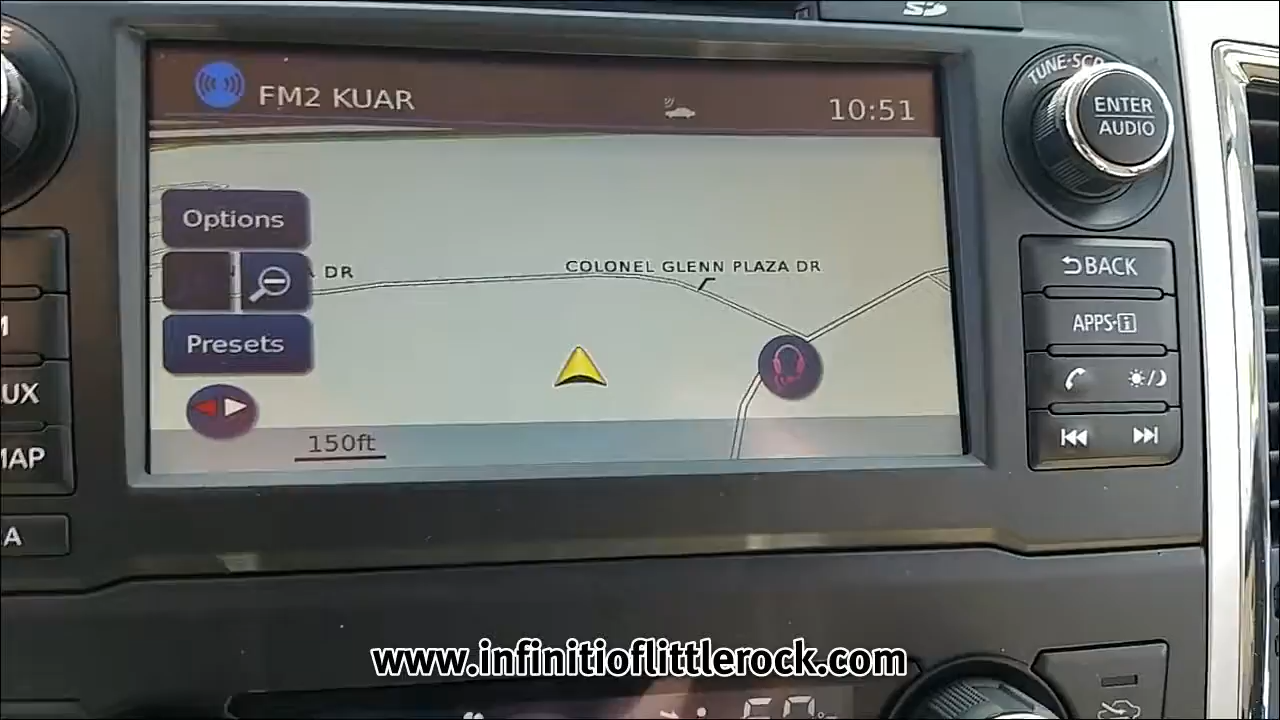 SD
FM2 KUAR
10:51
TUNE·SCR
ENTER
AUDIO
Options
DR
COLONEL GLENN PLAZA DR
BACK
APPS·i
Presets
UX
MAP
150ft
A
www.infinitioflittlerock.com